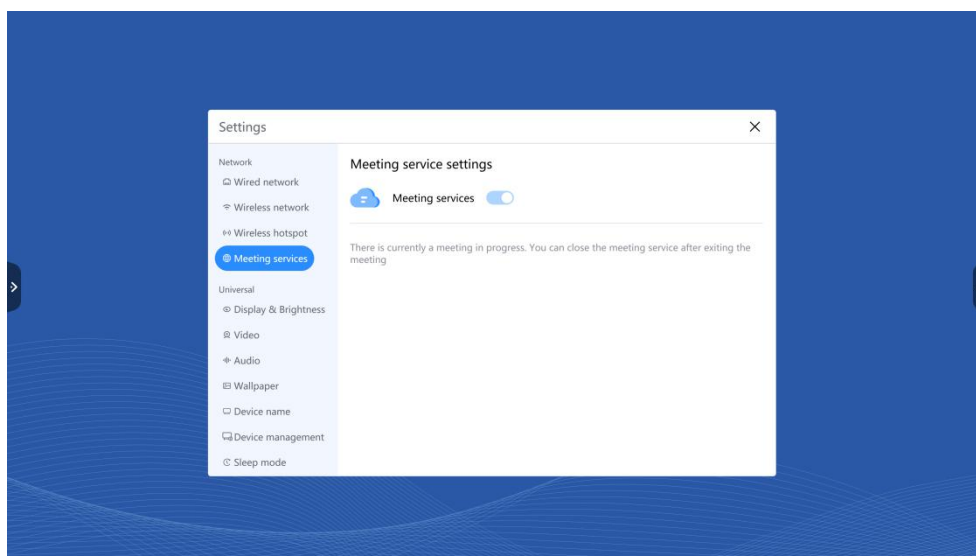 Settings
Network
Wired network
Wireless network
Wireless hotspot
Meeting services
Universal
Display & Brightness
Video
Audio
Wallpaper
Device name
Device management
Sleep mode
Meeting service settings
Meeting services
There is currently a meeting in progress. You can close the meeting service after exiting the
meeting